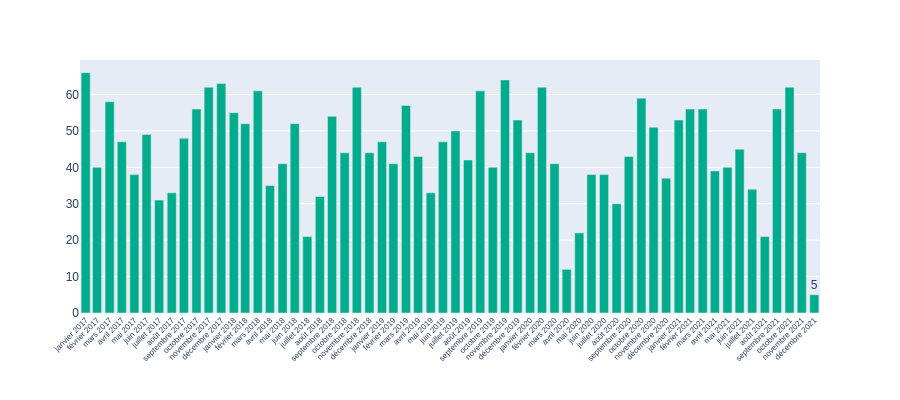 60
50
40
30
20
10
0
5
janvier 2017
février 2017
mars 2017
avril 2017
mai 2017
juin 2017
juillet 2017
août 2017
septembre 2017
octobre 2017
novembre 2017
décembre 2017
janvier 2018
février 2018
mars 2018
avril 2018
mai 2018
juin 2018
juillet 2018
août 2018
septembre 2018
octobre 2018
novembre 2018
décembre 2018
janvier 2019
février 2019
mars 2019
avril 2019
mai 2019
juin 2019
juillet 2019
août 2019
septembre 2019
octobre 2019
novembre 2019
décembre 2019
janvier 2020
février 2020
mars 2020
avril 2020
mai 2020
juin 2020
juillet 2020
août 2020
septembre 2020
octobre 2020
novembre 2020
décembre 2020
janvier 2021
février 2021
mars 2021
avril 2021
mai 2021
juin 2021
juillet 2021
août 2021
septembre 2021
octobre 2021
novembre 2021
décembre 2021